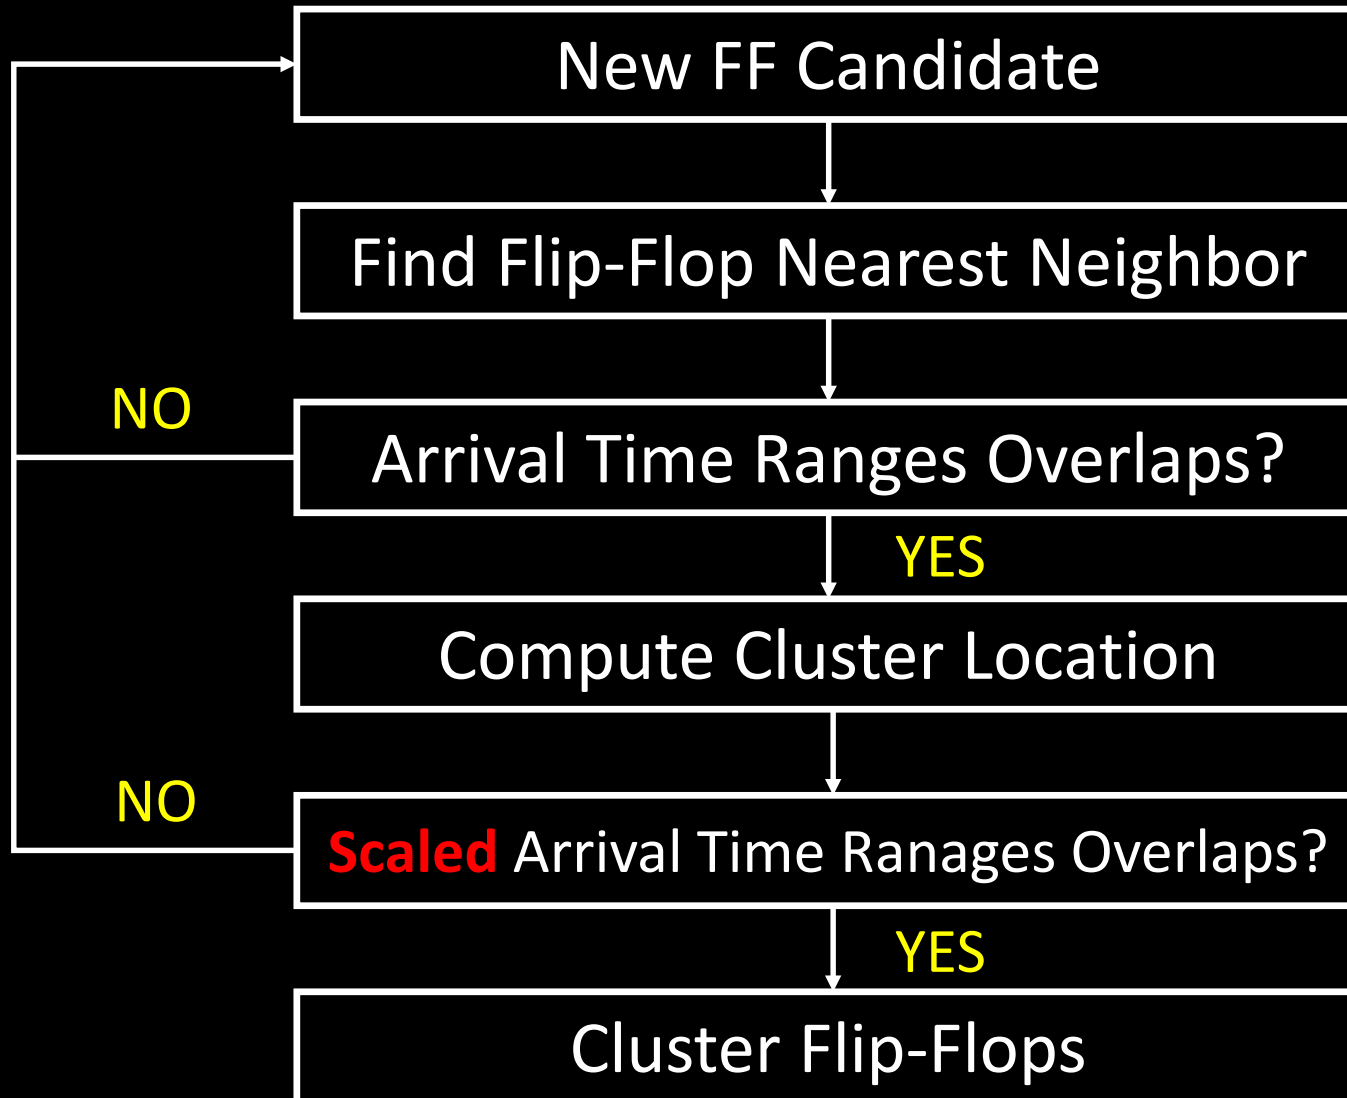 New FF Candidate
Find Flip-Flop Nearest Neighbor
NO
Arrival Time Ranges Overlaps?
YES
Compute Cluster Location
NO
Scaled Arrival Time Ranages Overlaps?
YES
Cluster Flip-Flops